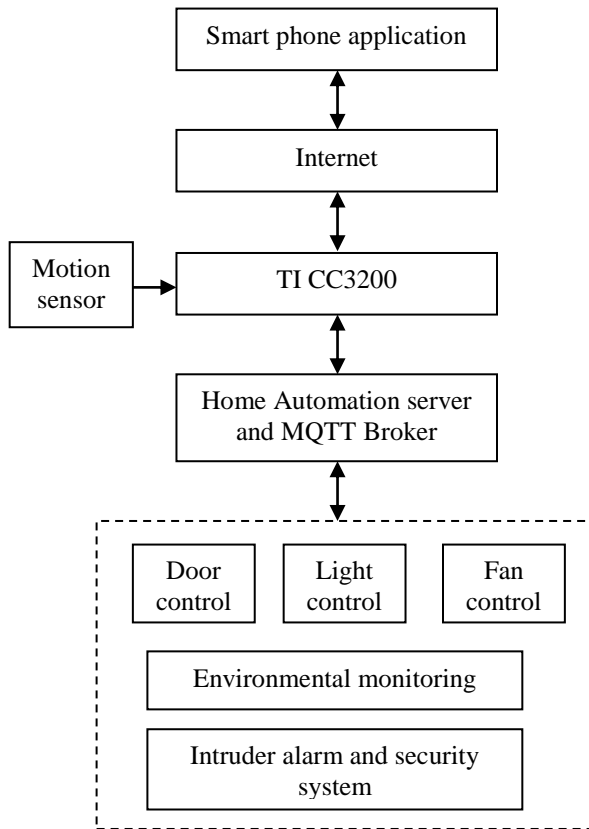 Smart phone application
Internet
Motion
sensor
TI CC3200
Home Automation server
and MQTT Broker
Door
control
Light
control
Fan
control
Environmental monitoring
Intruder alarm and security
system